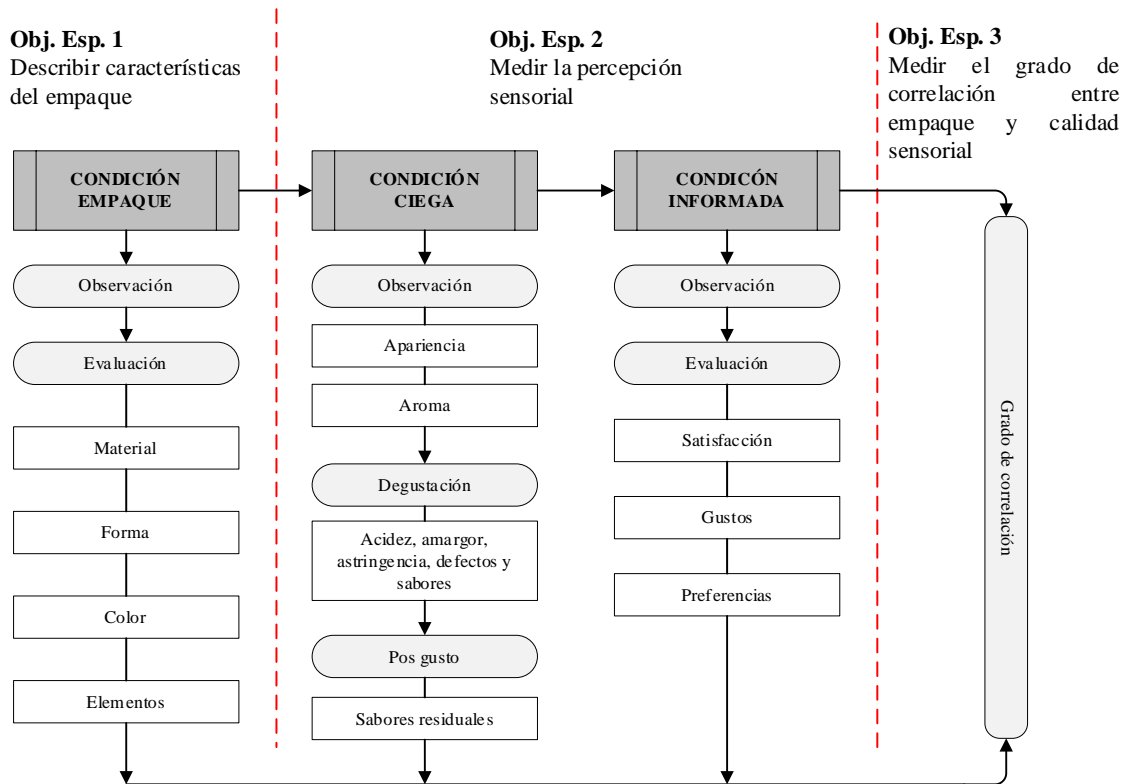 Obj. Esp. 1
Describir características
del empaque
Obj. Esp. 2
Medir la percepción
sensorial
Obj. Esp. 3
Medir el grado de
correlación entre
empaque y calidad
sensorial
CONDICIÓN
EMPAQUE
Observación
Evaluación
Material
Forma
Color
Elementos
CONDICIÓN
CIEGA
Observación
Apariencia
Aroma
Degustación
Acidez, amargor,
astringencia, defectos y
sabores
Pos gusto
Sabores residuales
CONDICÓN
INFORMADA
Observación
Evaluación
Satisfacción
Gustos
Preferencias
Grado de correlación